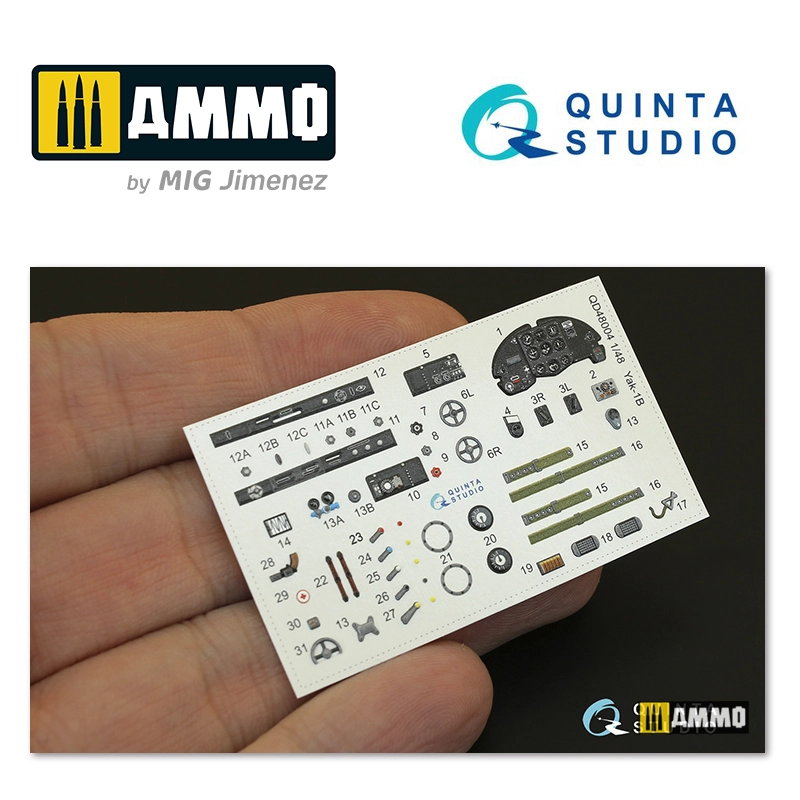 AMMO
by MIG Jimenez
QUINTA
STUDIO
QD48004 1/48
Yak-1B
1
2
3R
3L
4
5
6L
6R
7
8
9
10
11
11A 11B 11C
12
12A 12B 12C
13
13A 13B
14
15
16
15
16
17
18
19
20
21
22
23
24
25
26
27
28
29
30
13
31
QUINTA
STUDIO
AMMO